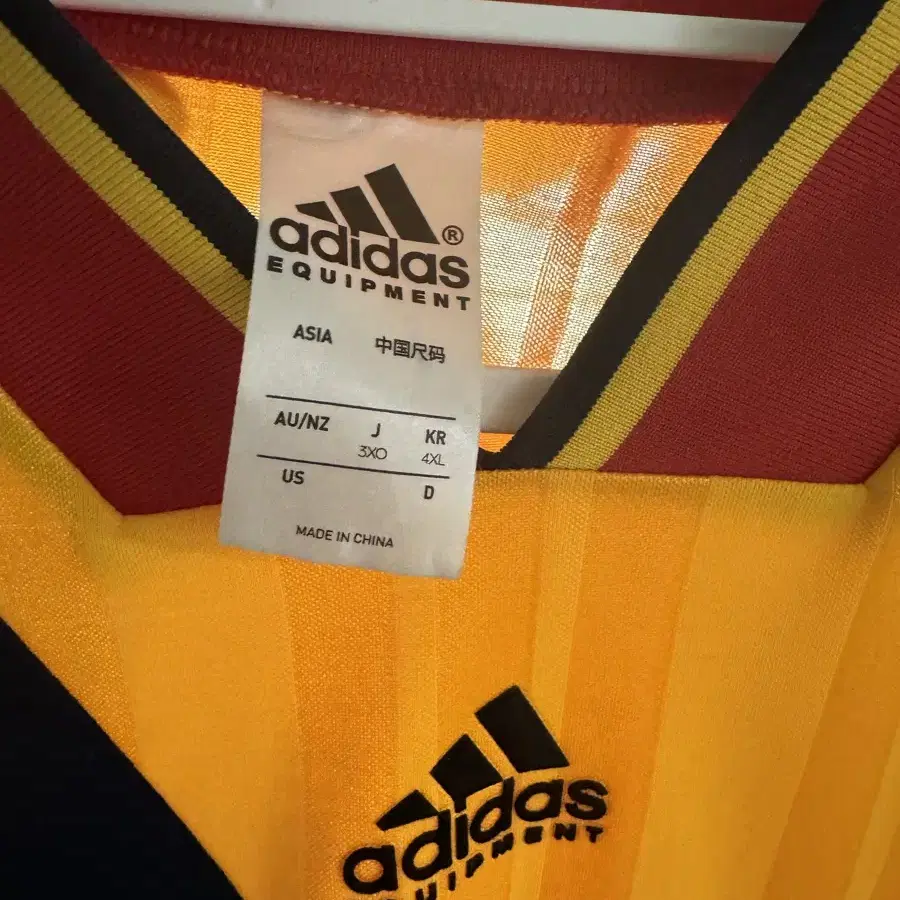 adidas®
EQUIPMENT
ASIA 中国尺码
AU/NZ J KR
3XO 4XL
US D
MADE IN CHINA
adidas
EQUIPMENT